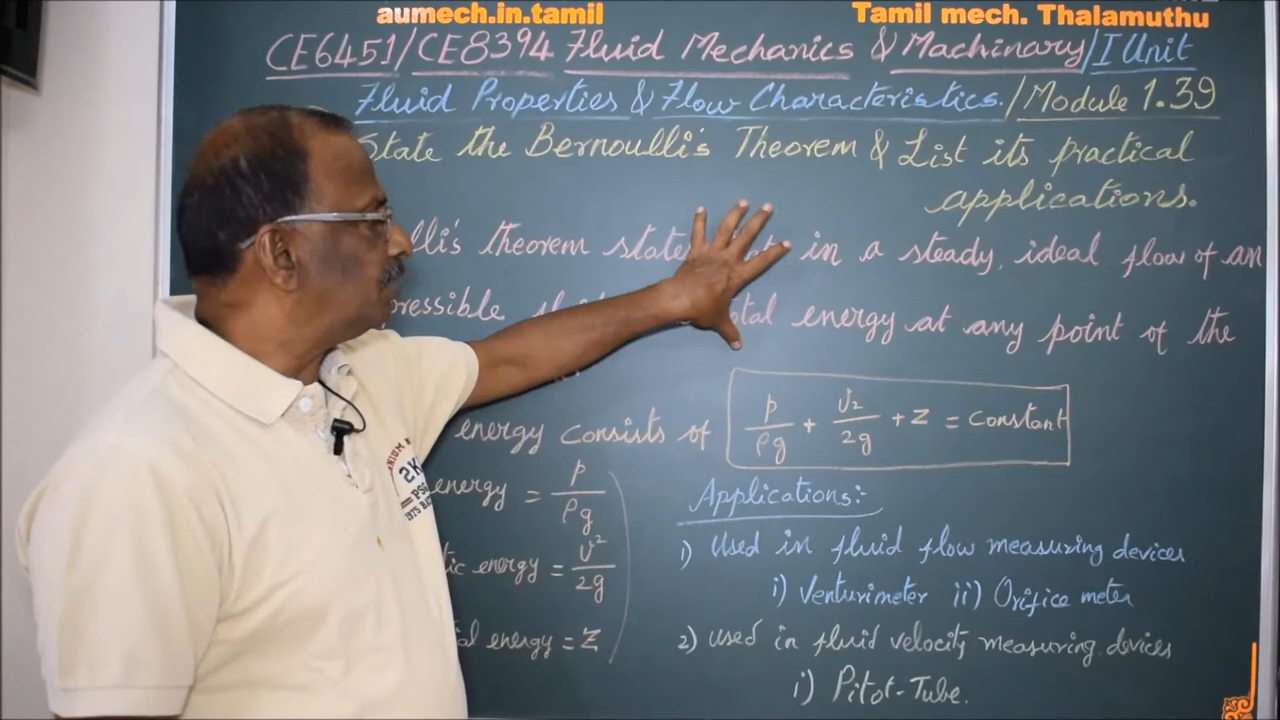 aumech.in.tamil
Tamil mech. Thalamuthu
CE6451/CE8394 Fluid Mechanics & Machinary/I Unit
Fluid Properties & Flow Characteristics./Module 1.39
State the Bernoulli's Theorem & List its practical
applications.
lli's theorem state in a steady, ideal flow of an
pressible otal energy at any point of the
energy consists of p/ρg + v2/2g + Z = Constant
energy = p/ρg
tic energy = v²/2g
ial energy = Z
Applications:-
1) Used in fluid flow measuring devices
i) Venturimeter ii) Orifice meter
2) Used in fluid velocity measuring devices
i) Pitot-Tube.
2K